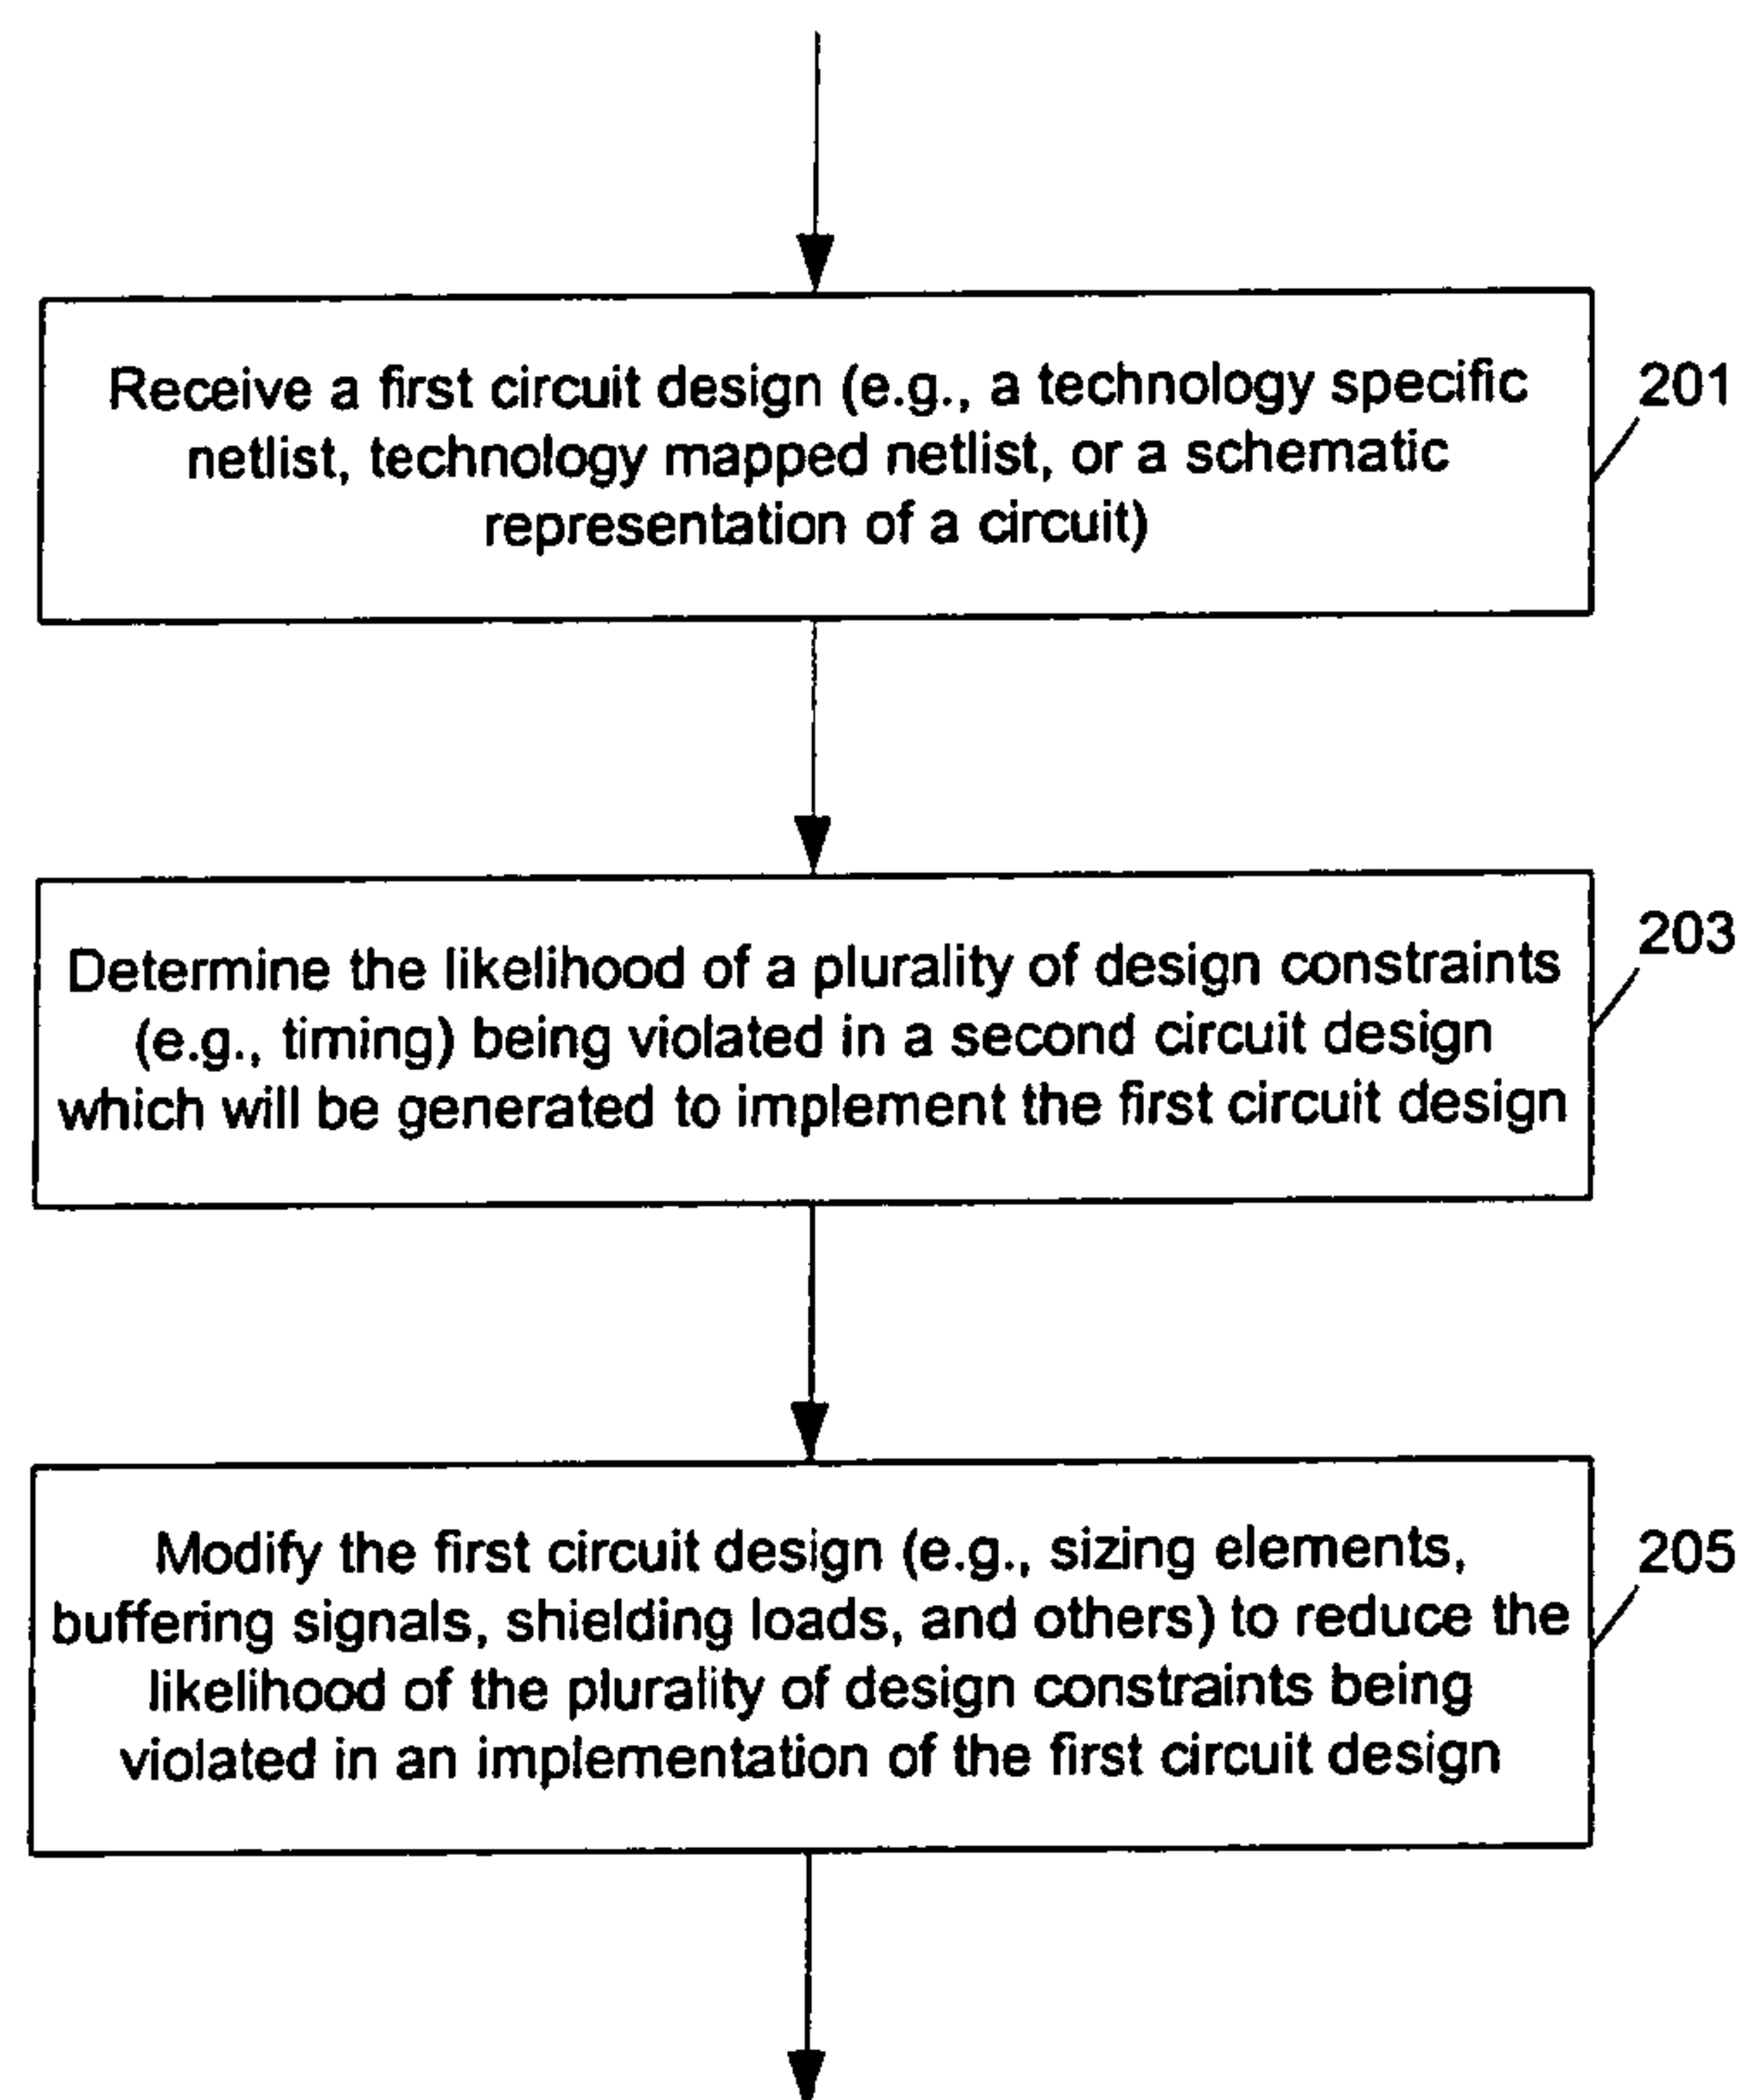 Receive a first circuit design (e.g., a technology specific
netlist, technology mapped netlist, or a schematic
representation of a circuit)
201
Determine the likelihood of a plurality of design constraints
(e.g., timing) being violated in a second circuit design
which will be generated to implement the first circuit design
203
Modify the first circuit design (e.g., sizing elements,
buffering signals, shielding loads, and others) to reduce the
likelihood of the plurality of design constraints being
violated in an implementation of the first circuit design
205